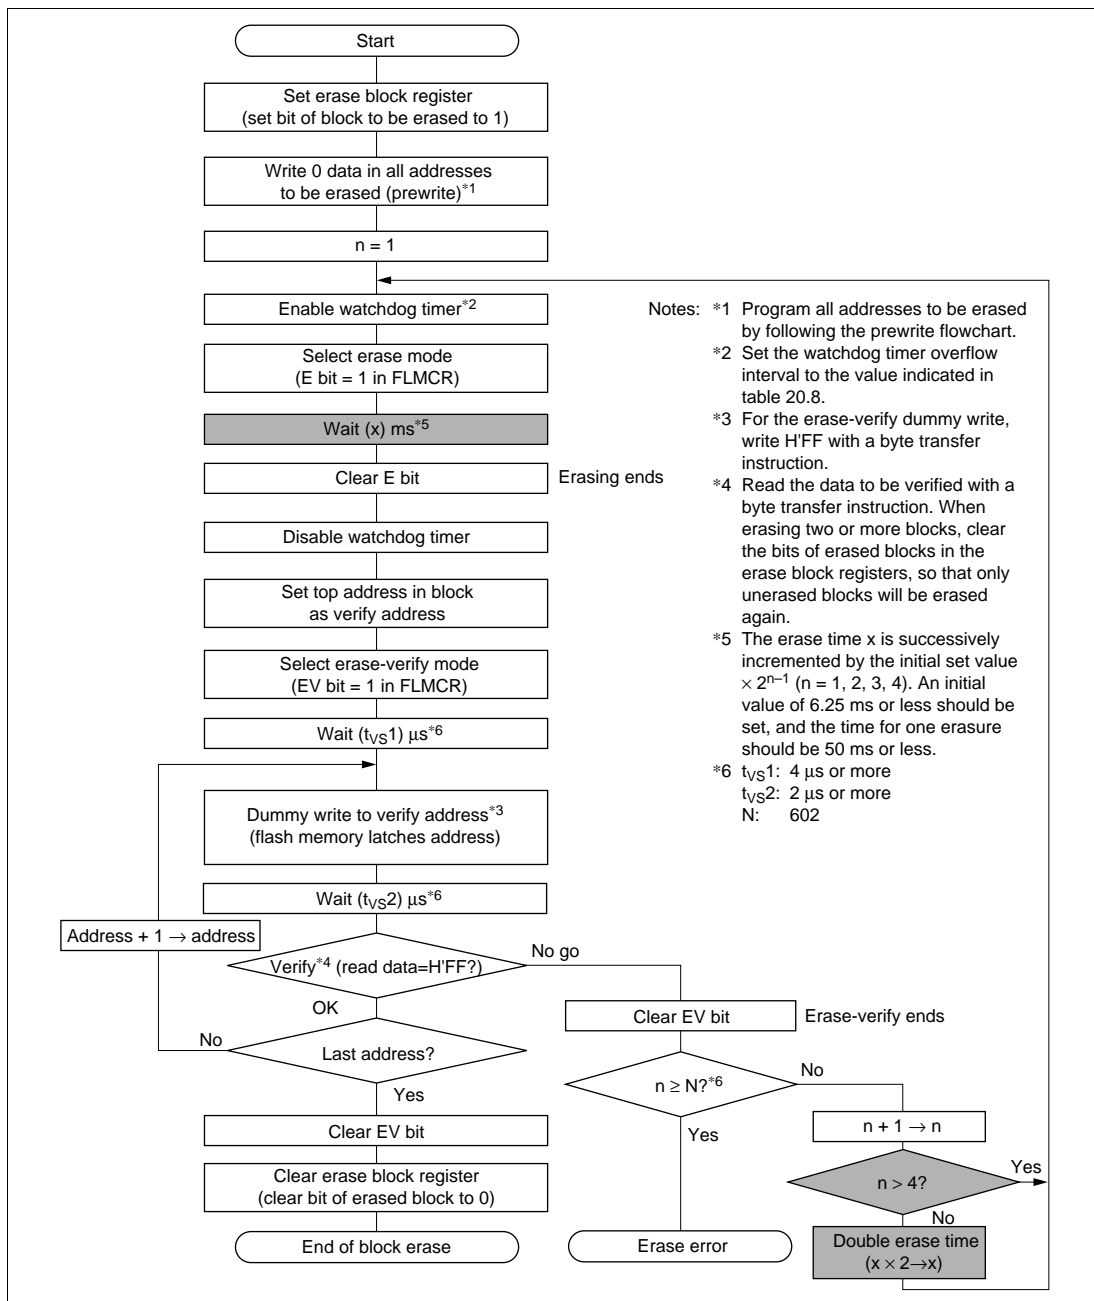 Start
Set erase block register
(set bit of block to be erased to 1)
Write 0 data in all addresses
to be erased (prewrite)*1
n = 1
Enable watchdog timer*2
Select erase mode
(E bit = 1 in FLMCR)
Wait (x) ms*5
Clear E bit
Erasing ends
Disable watchdog timer
Set top address in block
as verify address
Select erase-verify mode
(EV bit = 1 in FLMCR)
Wait (tVS1) μs*6
Dummy write to verify address*3
(flash memory latches address)
Wait (tVS2) μs*6
Address + 1 → address
Verify*4 (read data=H'FF?)
No go
OK
Last address?
No
Yes
Clear EV bit
Clear erase block register
(clear bit of erased block to 0)
End of block erase
Clear EV bit
Erase-verify ends
n ≥ N?*6
No
Yes
Erase error
n + 1 → n
n > 4?
Yes
No
Double erase time
(x × 2→x)
Notes: *1 Program all addresses to be erased
by following the prewrite flowchart.
*2 Set the watchdog timer overflow
interval to the value indicated in
table 20.8.
*3 For the erase-verify dummy write,
write H'FF with a byte transfer
instruction.
*4 Read the data to be verified with a
byte transfer instruction. When
erasing two or more blocks, clear
the bits of erased blocks in the
erase block registers, so that only
unerased blocks will be erased
again.
*5 The erase time x is successively
incremented by the initial set value
× 2n–1 (n = 1, 2, 3, 4). An initial
value of 6.25 ms or less should be
set, and the time for one erasure
should be 50 ms or less.
*6 tVS1: 4 μs or more
tVS2: 2 μs or more
N: 602